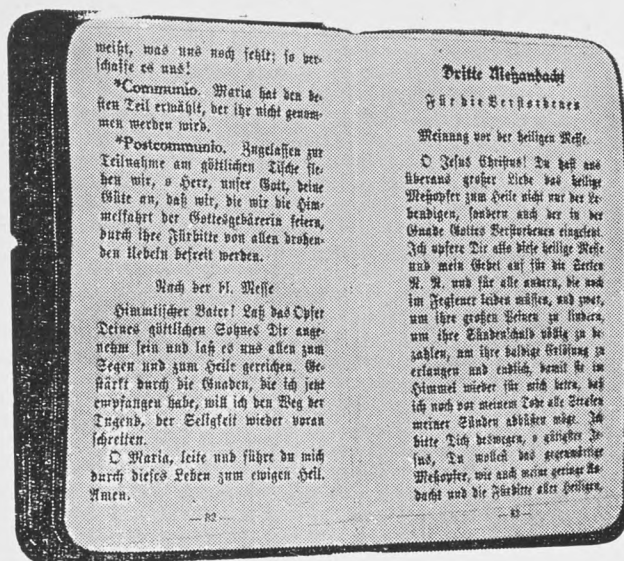 weißt, was uns noch fehlt; so ver-
schaffe es uns!
*Communio. Maria hat den be-
sten Teil erwählt, der ihr nicht genom-
men werden wird.
*Postcommunio. Zugelassen zur
Teilnahme am göttlichen Tische fle-
hen wir, o Herr, unser Gott, deine
Güte an, daß wir, die wir die Him-
melfahrt der Gottesgebärerin feiern,
durch ihre Fürbitte von allen drohen-
den Uebeln befreit werden.
Nach der hl. Messe
Himmlischer Vater! Laß das Opfer
Deines göttlichen Sohnes Dir ange-
nehm sein und laß es uns allen zum
Segen und zum Heile gereichen. Ge-
stärkt durch die Gnaden, die ich jetzt
empfangen habe, will ich den Weg der
Tugend, der Seligkeit wieder voran
schreiten.
O Maria, leite und führe du mich
durch dieses Leben zum ewigen Heil.
Amen.
— 82 —
Dritte Meßandacht
Für die Verstorbenen
Meinung vor der heiligen Messe.
O Jesus Christus! Du hast aus
überaus großer Liebe das heilige
Meßopfer zum Heile nicht nur der Le-
bendigen, sondern auch der in der
Gnade Gottes Verstorbenen eingesetzt.
Ich opfere Dir also diese heilige Messe
und mein Gebet auf für die Seelen
N. N. und für alle andern, die noch
im Fegfeuer leiden müssen, und zwar,
um ihre großen Peinen zu lindern,
um ihre Sündenschuld völlig zu be-
zahlen, um ihre baldige Erlösung zu
erlangen und endlich, damit sie im
Himmel wieder für mich beten, daß
ich noch vor meinem Tode alle Strafen
meiner Sünden abbüßen möge. Ich
bitte Dich deswegen, o gütigster Je-
sus, Du wollest das gegenwärtige
Meßopfer, wie auch meine geringe An-
dacht und die Fürbitte aller Heiligen,
— 83 —